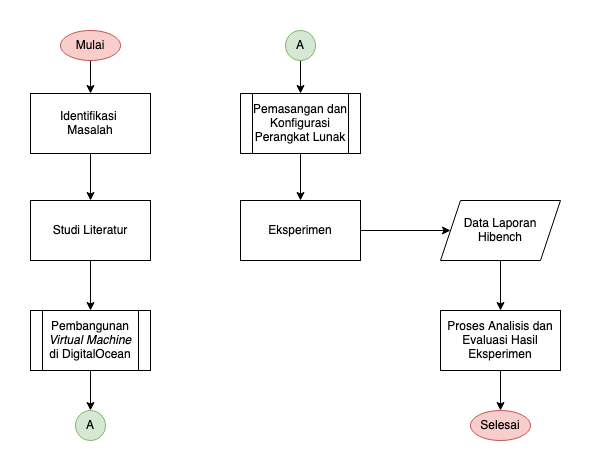 Mulai
Identifikasi
Masalah
Studi Literatur
Pembangunan
Virtual Machine
di DigitalOcean
A
A
Pemasangan dan
Konfigurasi
Perangkat Lunak
Eksperimen
Data Laporan
Hibench
Proses Analisis dan
Evaluasi Hasil
Eksperimen
Selesai